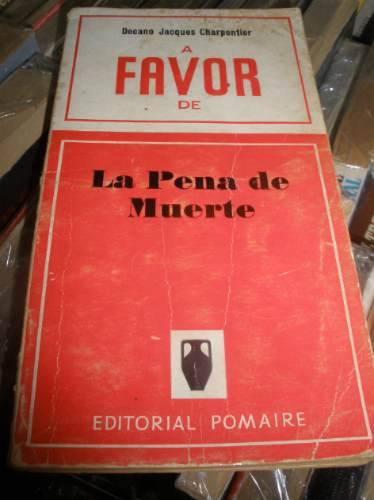 Decano Jacques Charpentier
A
FAVOR
DE
La Pena de
Muerte
EDITORIAL POMAIRE